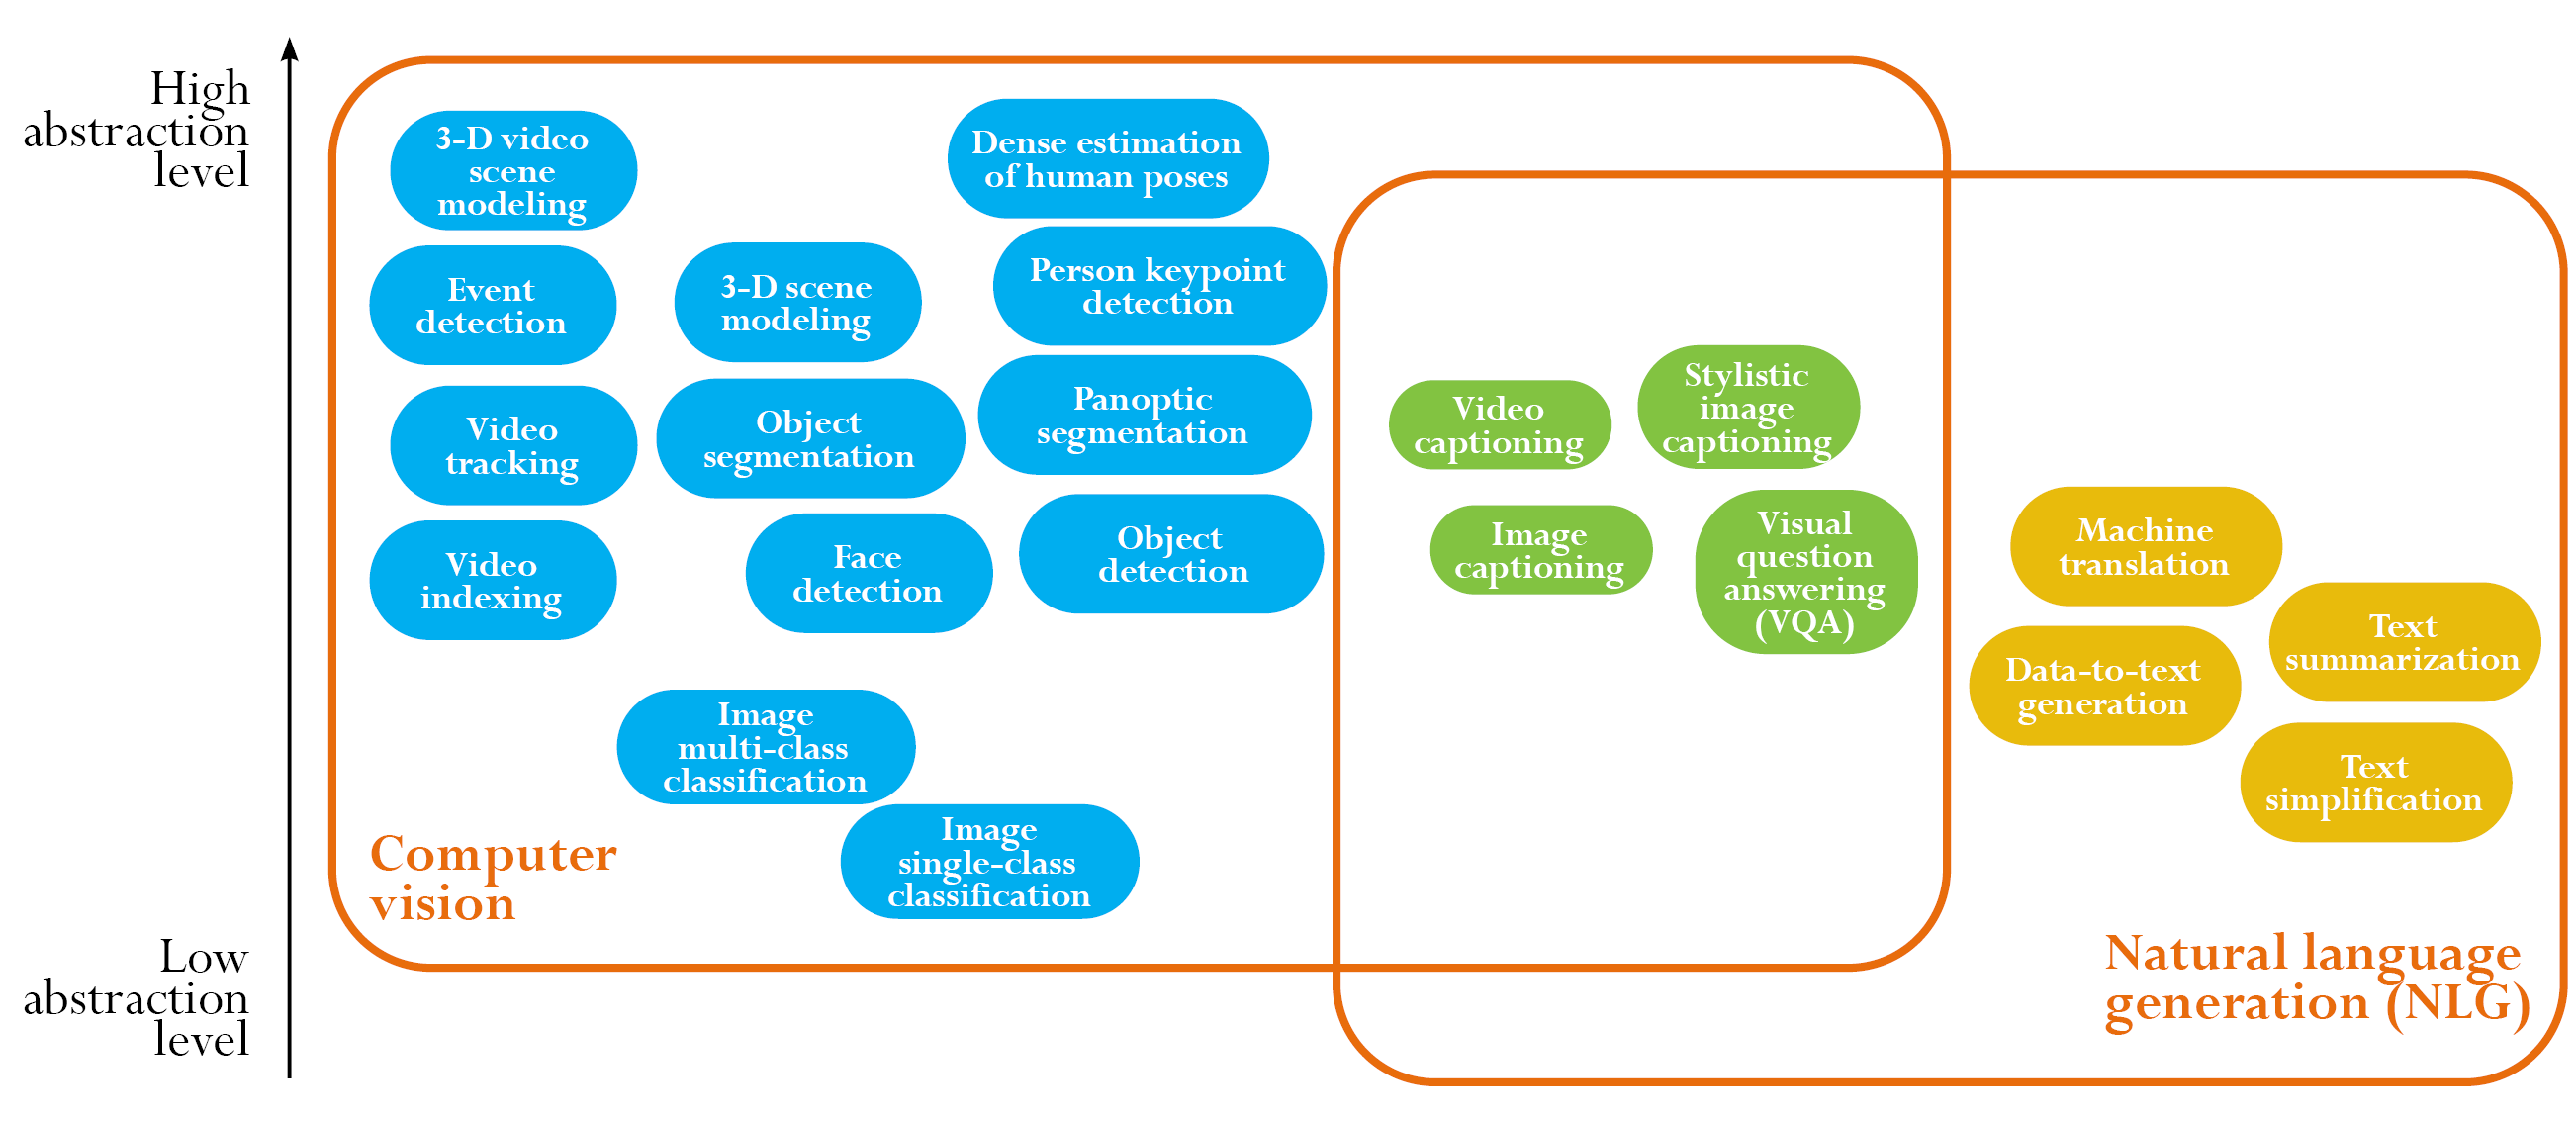 High
abstraction
level
3-D video
scene
modeling
Dense estimation
of human poses
Event
detection
3-D scene
modeling
Person keypoint
detection
Video
tracking
Object
segmentation
Panoptic
segmentation
Video
captioning
Stylistic
image
captioning
Video
indexing
Face
detection
Object
detection
Image
captioning
Visual
question
answering
(VQA)
Machine
translation
Text
summarization
Data-to-text
generation
Text
simplification
Image
multi-class
classification
Image
single-class
classification
Computer
vision
Natural language
generation (NLG)
Low
abstraction
level